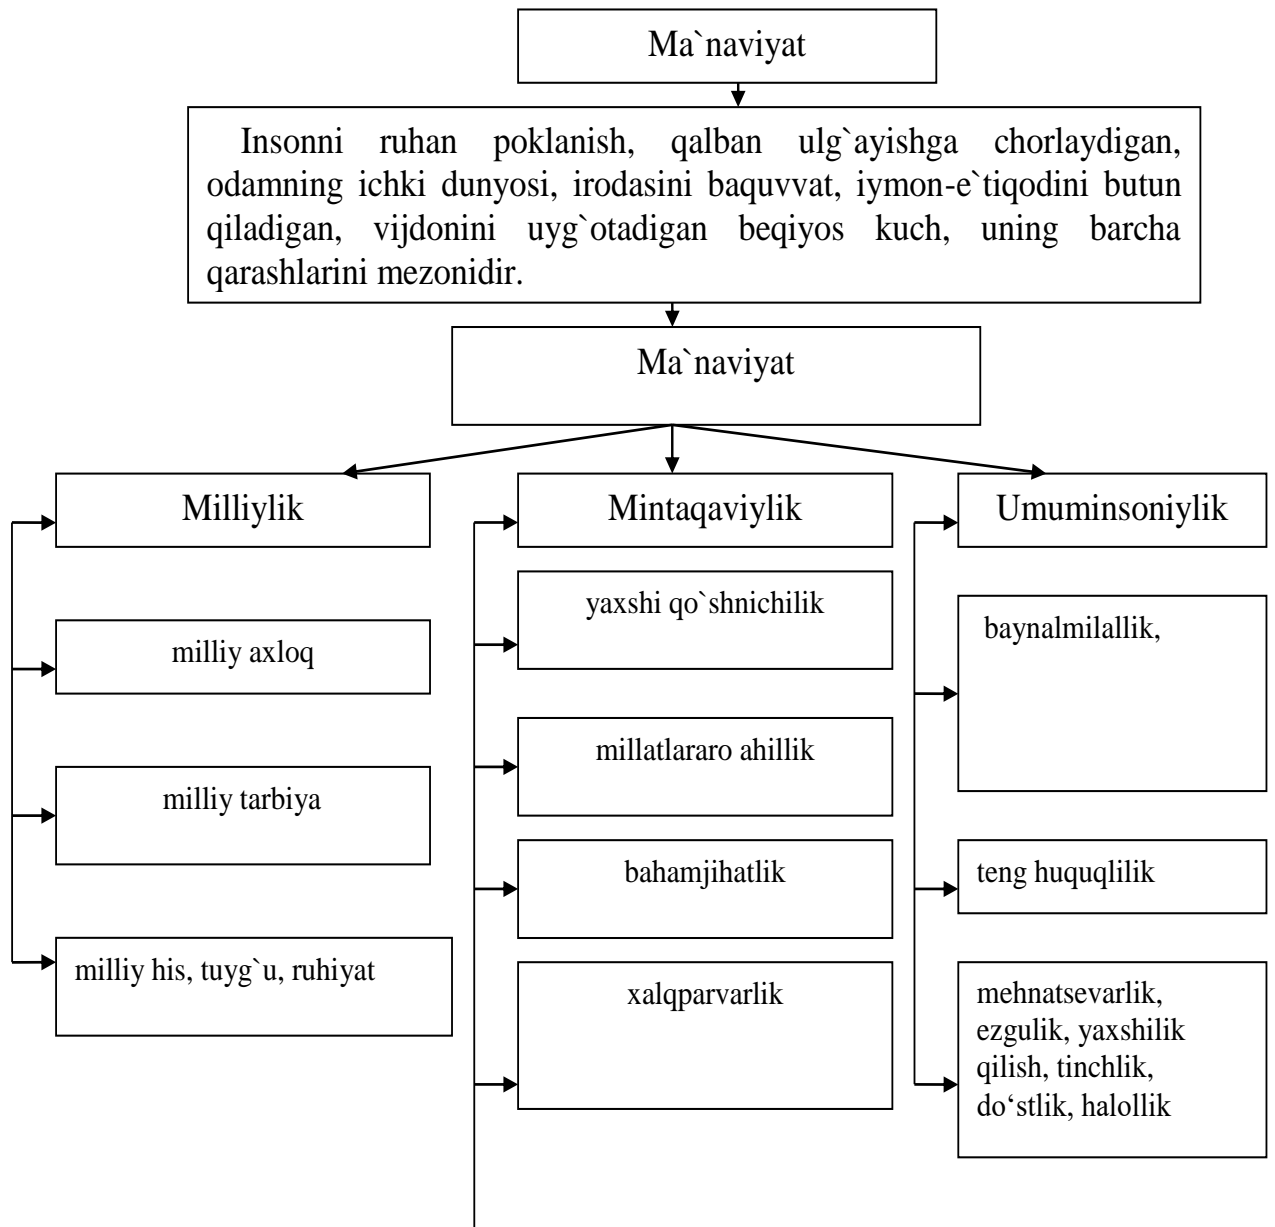 Ma`naviyat
Insonni ruhan poklanish, qalban ulg`ayishga chorlaydigan,
odamning ichki dunyosi, irodasini baquvvat, iymon-e`tiqodini butun
qiladigan, vijdonini uyg`otadigan beqiyos kuch, uning barcha
qarashlarini mezonidir.
Ma`naviyat
Milliylik
milliy axloq
milliy tarbiya
milliy his, tuyg`u, ruhiyat
Mintaqaviylik
yaxshi qo`shnichilik
millatlararo ahillik
bahamjihatlik
xalqparvarlik
Umuminsoniylik
baynalmilallik,
teng huquqlilik
mehnatsevarlik,
ezgulik, yaxshilik
qilish, tinchlik,
do‘stlik, halollik